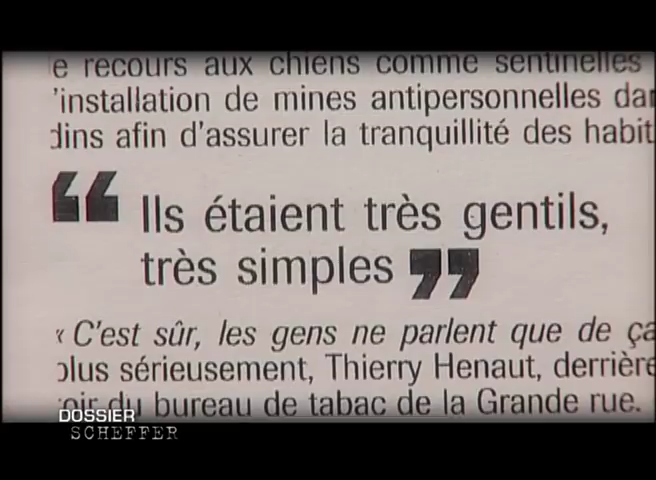 e recours aux chiens comme sentinelles
'installation de mines antipersonnelles dan
dins afin d'assurer la tranquillité des habit
“ Ils étaient très gentils,
très simples ”
« C'est sûr, les gens ne parlent que de ça
plus sérieusement, Thierry Henaut, derrière
oir du bureau de tabac de la Grande rue.
DOSSIER
SCHEFFER